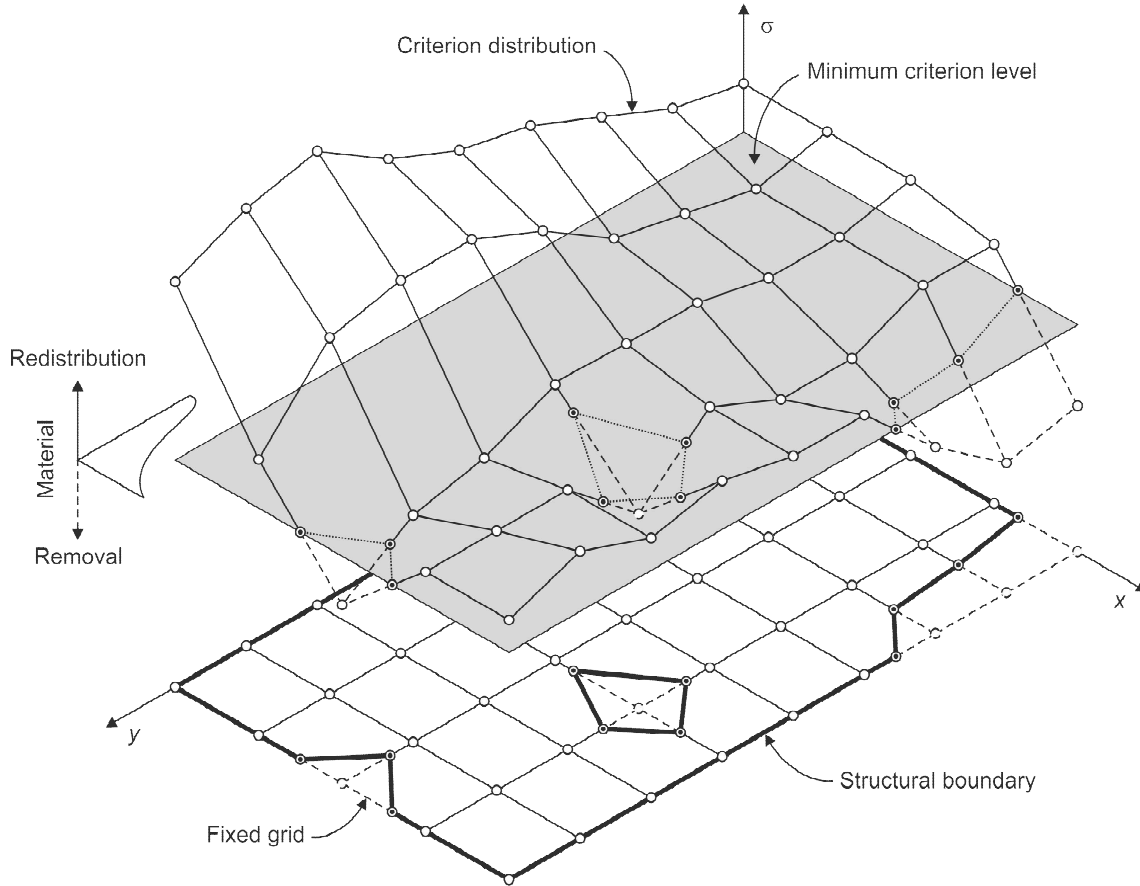 σ
Criterion distribution
Minimum criterion level
Redistribution
Material
Removal
x
y
Structural boundary
Fixed grid